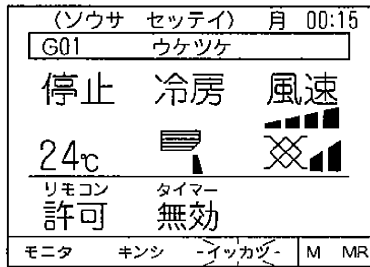 (ソウサ セッテイ) 月 00:15
G01 ウケツケ
停止 冷房 風速
24℃
リモコン タイマー
許可 無効
モニタ キンシ -イッカツ- M MR